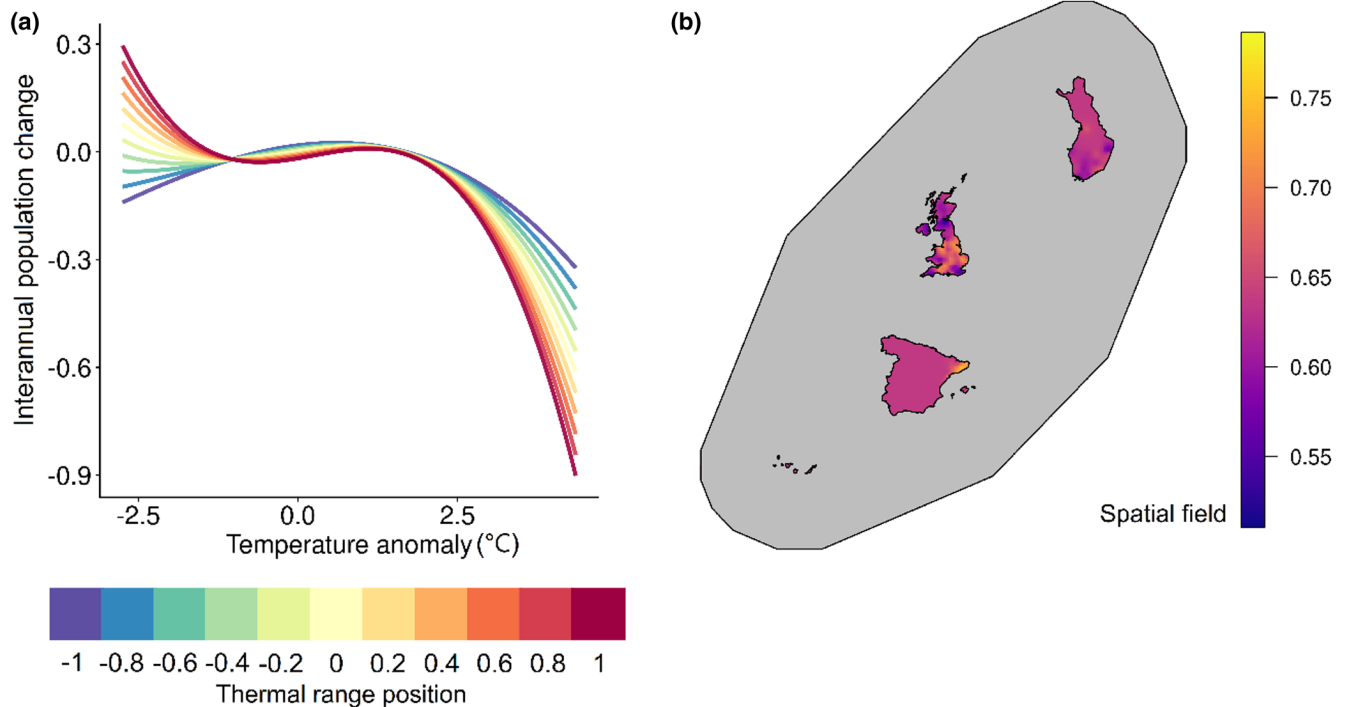 (a)
Interannual population change
0.3
0.0
-0.3
-0.6
-0.9
-2.5 0.0 2.5
Temperature anomaly (°C)
-1 -0.8 -0.6 -0.4 -0.2 0 0.2 0.4 0.6 0.8 1
Thermal range position
(b)
0.75
0.70
0.65
0.60
0.55
Spatial field